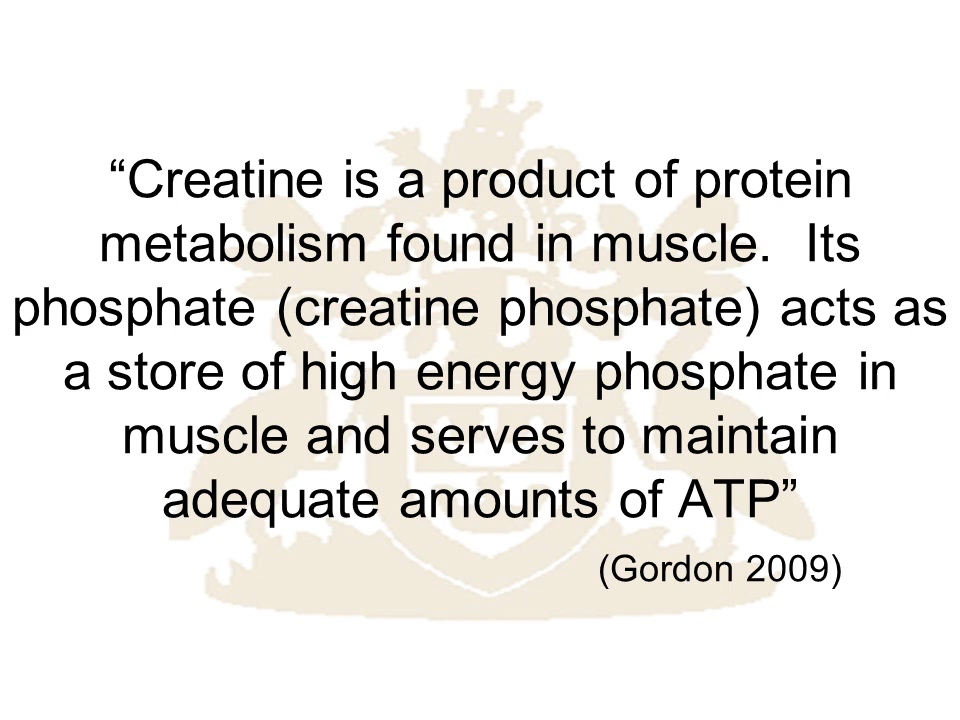 “Creatine is a product of protein
metabolism found in muscle.  Its
phosphate (creatine phosphate) acts as
a store of high energy phosphate in
muscle and serves to maintain
adequate amounts of ATP”
(Gordon 2009)